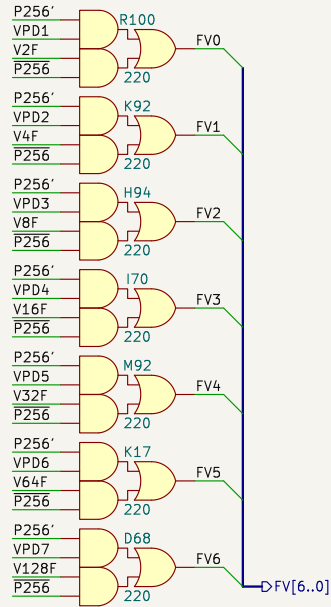 P256' R100
VPD1
V2F FV0
P256 220
P256' K92
VPD2
V4F FV1
P256 220
P256' H94
VPD3
V8F FV2
P256 220
P256' I70
VPD4
V16F FV3
P256 220
P256' M92
VPD5
V32F FV4
P256 220
P256' K17
VPD6
V64F FV5
P256 220
P256' D68
VPD7
V128F FV6
P256 220
FV[6..0]